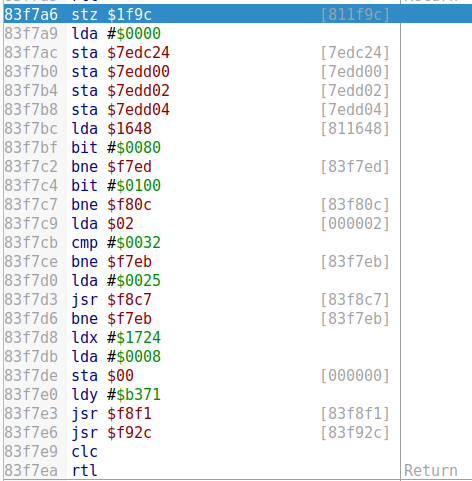 83f7a6 stz $1f9c [811f9c]
83f7a9 lda #$0000
83f7ac sta $7edc24 [7edc24]
83f7b0 sta $7edd00 [7edd00]
83f7b4 sta $7edd02 [7edd02]
83f7b8 sta $7edd04 [7edd04]
83f7bc lda $1648 [811648]
83f7bf bit #$0080
83f7c2 bne $f7ed [83f7ed]
83f7c4 bit #$0100
83f7c7 bne $f80c [83f80c]
83f7c9 lda $02 [000002]
83f7cb cmp #$0032
83f7ce bne $f7eb [83f7eb]
83f7d0 lda #$0025
83f7d3 jsr $f8c7 [83f8c7]
83f7d6 bne $f7eb [83f7eb]
83f7d8 ldx #$1724
83f7db lda #$0008
83f7de sta $00 [000000]
83f7e0 ldy #$b371
83f7e3 jsr $f8f1 [83f8f1]
83f7e6 jsr $f92c [83f92c]
83f7e9 clc
83f7ea rtl Return